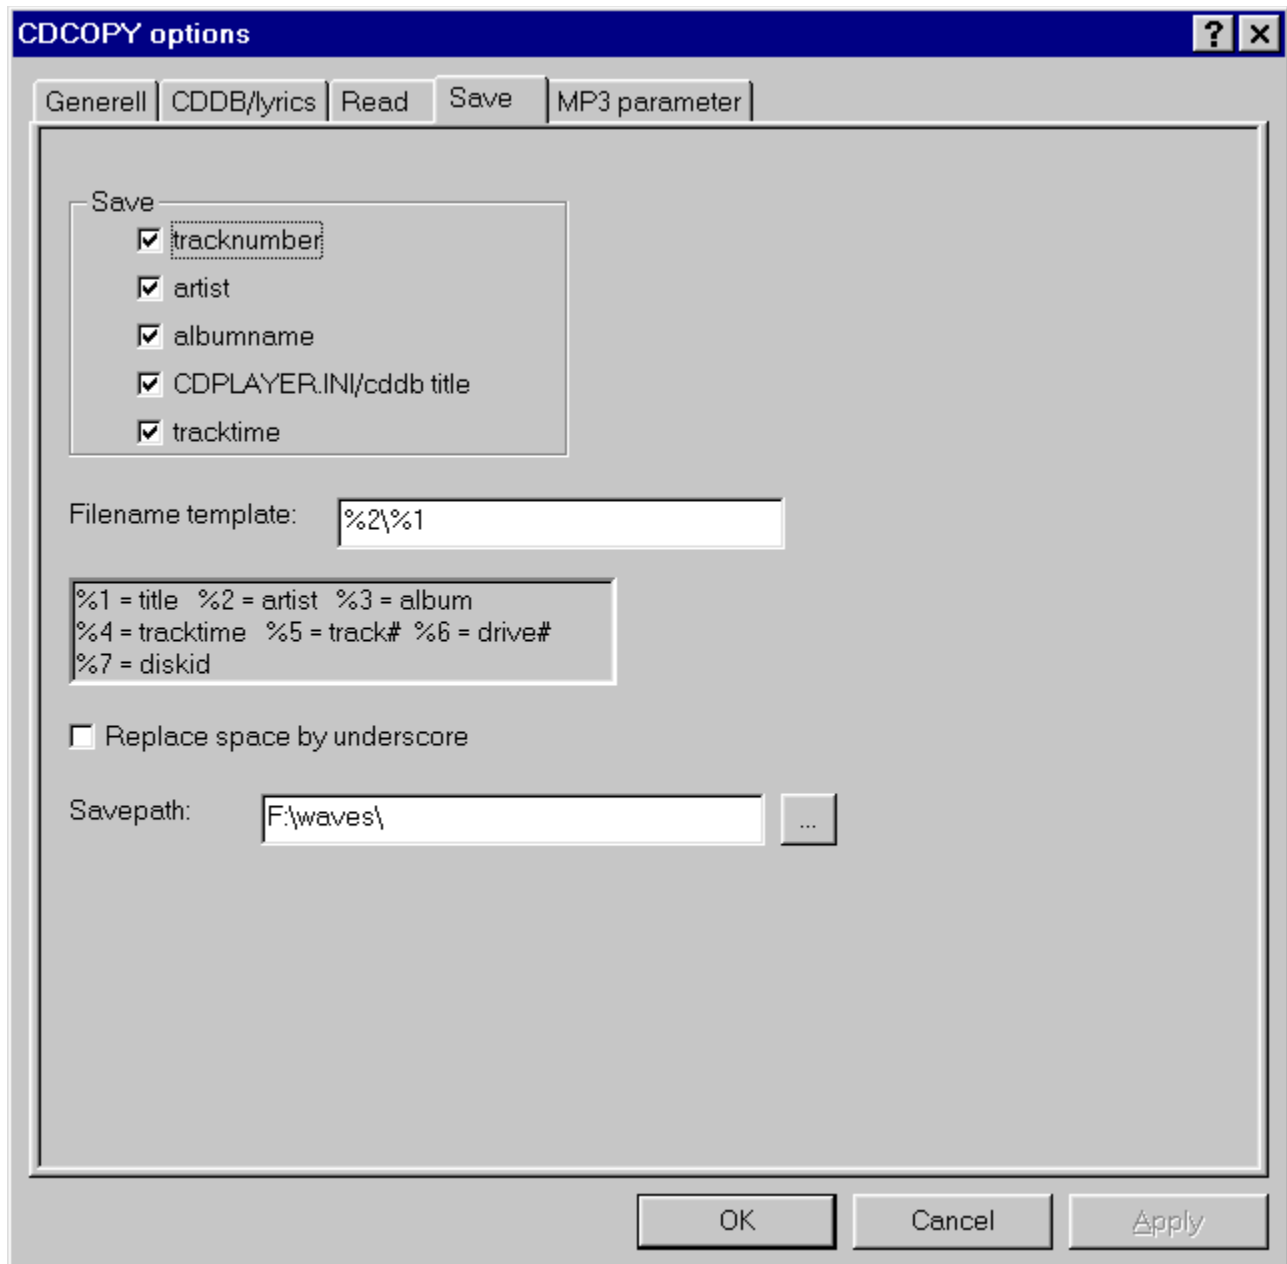 CDCOPY options
Generell CDDB/lyrics Read Save MP3 parameter
Save
tracknumber
artist
albumname
CDPLAYER.INI/cddb title
tracktime
Filename template: %2\%1
%1 = title %2 = artist %3 = album
%4 = tracktime %5 = track# %6 = drive#
%7 = diskid
Replace space by underscore
Savepath: F:\waves\ ...
OK Cancel Apply